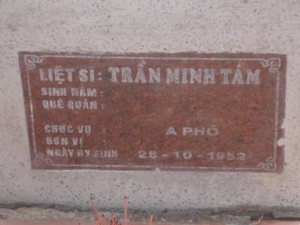 LIỆT SĨ: TRẦN MINH TÁM
SINH NĂM:
QUÊ QUÁN:
CHỨC VỤ : A PHÓ
ĐƠN VỊ :
NGÀY HY SINH 28-10-1952